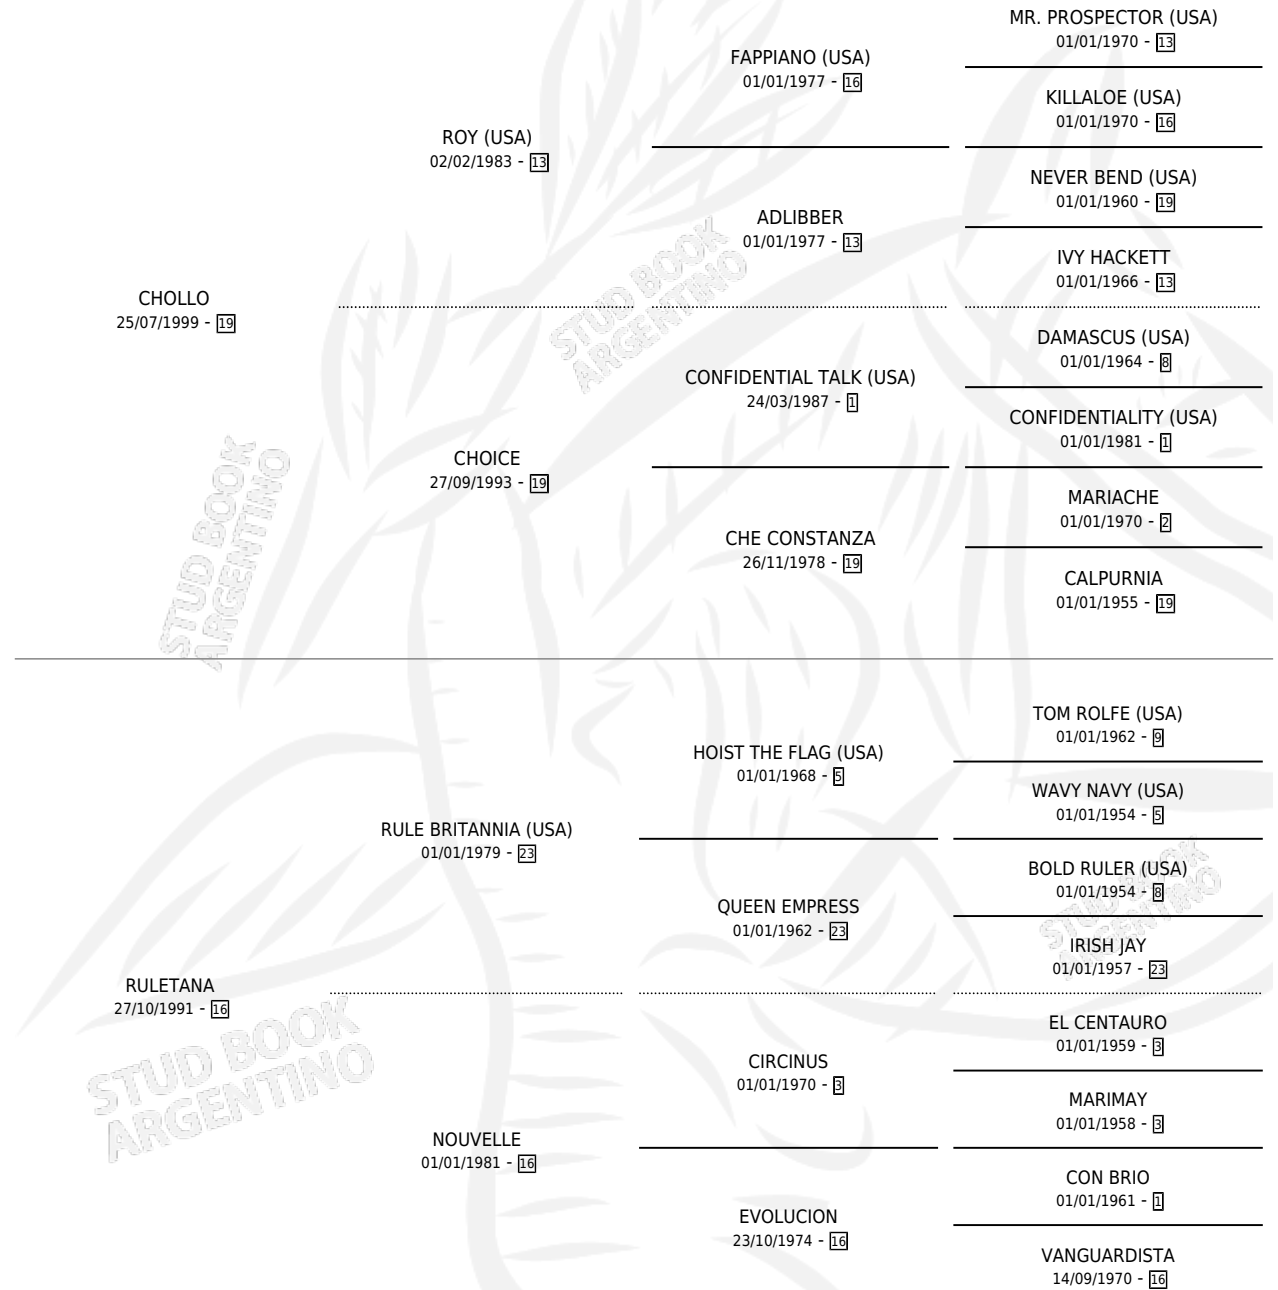 MR. PROSPECTOR (USA)
01/01/1970 - 13
FAPPIANO (USA)
01/01/1977 - 16
KILLALOE (USA)
01/01/1970 - 16
ROY (USA)
02/02/1983 - 13
NEVER BEND (USA)
01/01/1960 - 19
ADLIBBER
01/01/1977 - 13
IVY HACKETT
01/01/1966 - 13
CHOLLO
25/07/1999 - 19
DAMASCUS (USA)
01/01/1964 - 8
CONFIDENTIAL TALK (USA)
24/03/1987 - 1
CONFIDENTIALITY (USA)
01/01/1981 - 1
CHOICE
27/09/1993 - 19
MARIACHE
01/01/1970 - 2
CHE CONSTANZA
26/11/1978 - 19
CALPURNIA
01/01/1955 - 19
TOM ROLFE (USA)
01/01/1962 - 9
HOIST THE FLAG (USA)
01/01/1968 - 5
WAVY NAVY (USA)
01/01/1954 - 5
RULE BRITANNIA (USA)
01/01/1979 - 23
BOLD RULER (USA)
01/01/1954 - 8
QUEEN EMPRESS
01/01/1962 - 23
IRISH JAY
01/01/1957 - 23
RULETANA
27/10/1991 - 16
EL CENTAURO
01/01/1959 - 3
CIRCINUS
01/01/1970 - 3
MARIMAY
01/01/1958 - 3
NOUVELLE
01/01/1981 - 16
CON BRIO
01/01/1961 - 1
EVOLUCION
23/10/1974 - 16
VANGUARDISTA
14/09/1970 - 16
STUD BOOK
ARGENTINO
STUD BOOK
ARGENTINO
STUD BOOK
ARGENTINO
STUD BOOK
ARGENTINO